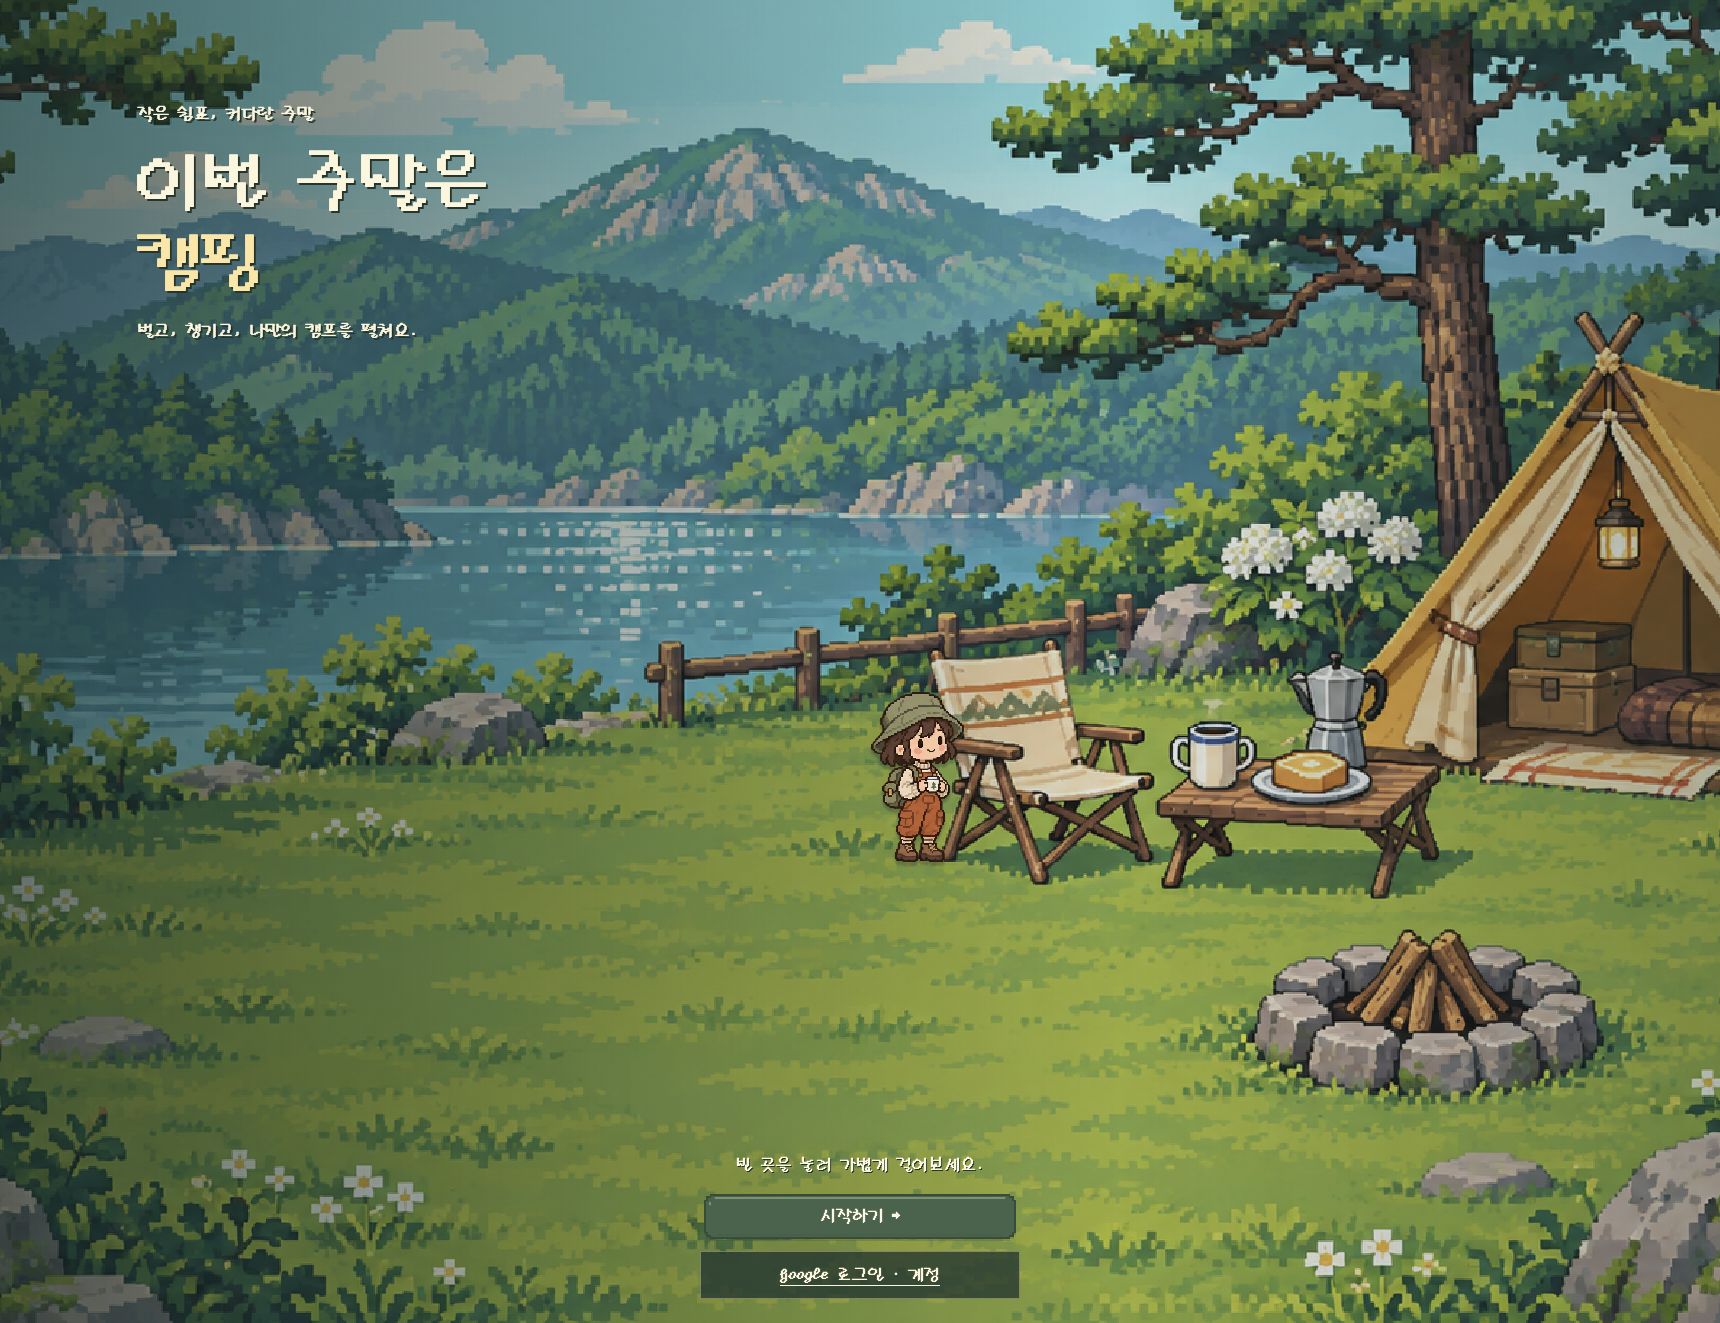 작은 쉼표, 커다란 주말
이번 주말은
캠핑
벌고, 챙기고, 나만의 캠프를 펼쳐요.
빈 곳을 눌러 가볍게 걸어보세요.
시작하기 →
Google 로그인 · 계정